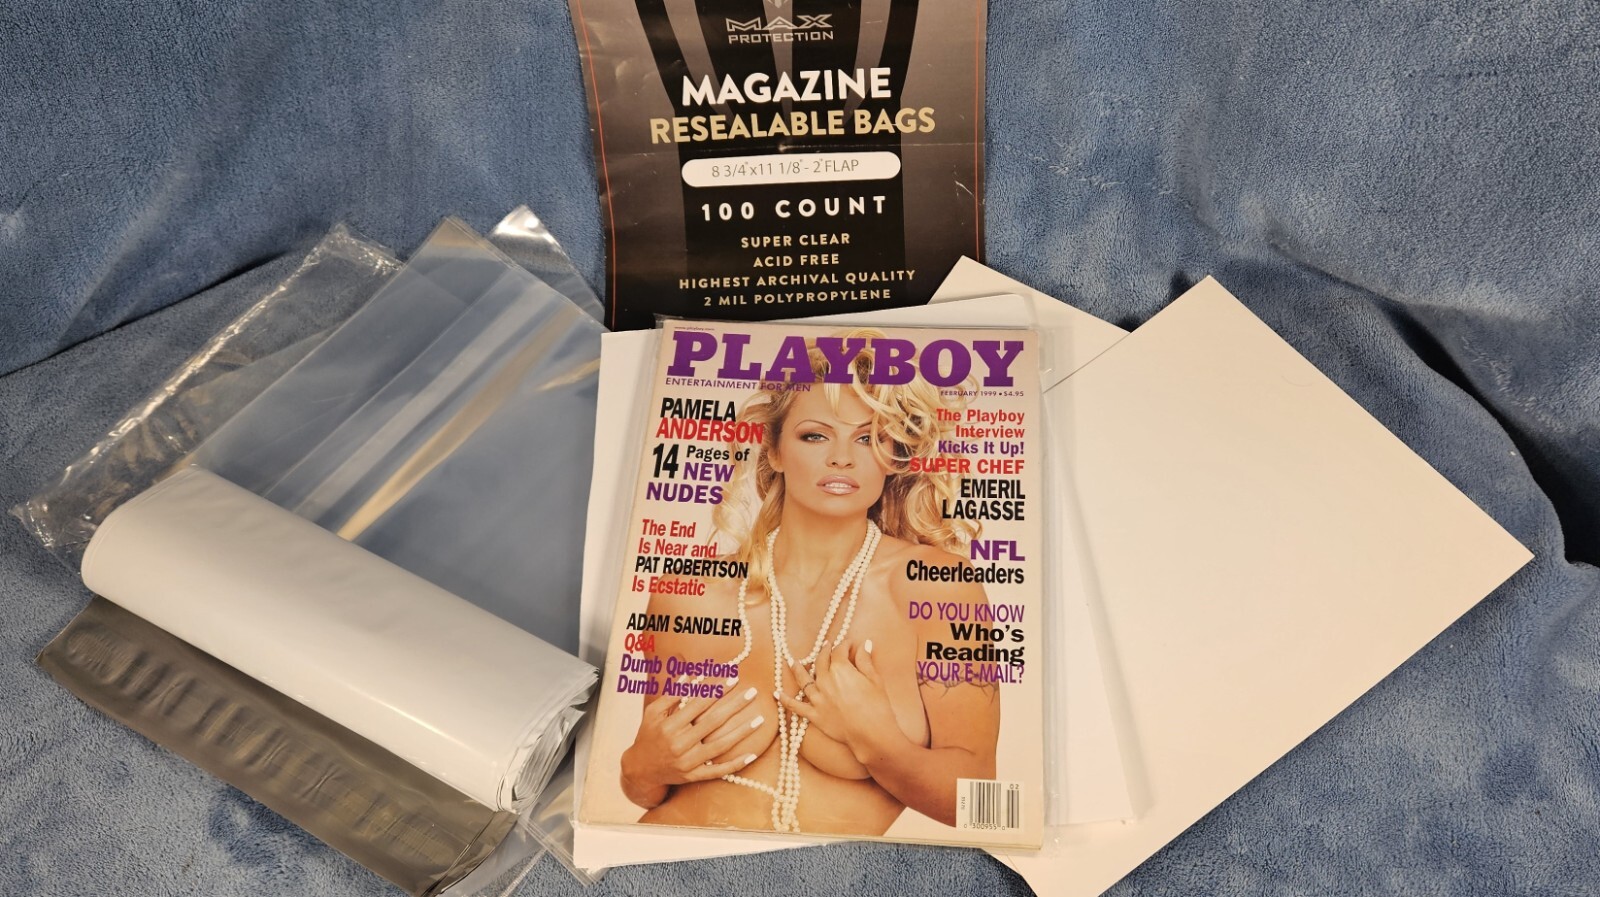 MAX
PROTECTION
MAGAZINE
RESEALABLE BAGS
8 3/4"x11 1/8" - 2" FLAP
100 COUNT
SUPER CLEAR
ACID FREE
HIGHEST ARCHIVAL QUALITY
2 MIL POLYPROPYLENE
PLAYBOY
ENTERTAINMENT FOR MEN
FEBRUARY 1999 • $4.95
PAMELA
ANDERSON
14 Pages of
NEW
NUDES
The End
Is Near and
PAT ROBERTSON
Is Ecstatic
ADAM SANDLER
Q&A
Dumb Questions
Dumb Answers
The Playboy
Interview
Kicks It Up!
SUPER CHEF
EMERIL
LAGASSE
NFL
Cheerleaders
DO YOU KNOW
Who's
Reading
YOUR E-MAIL?
02